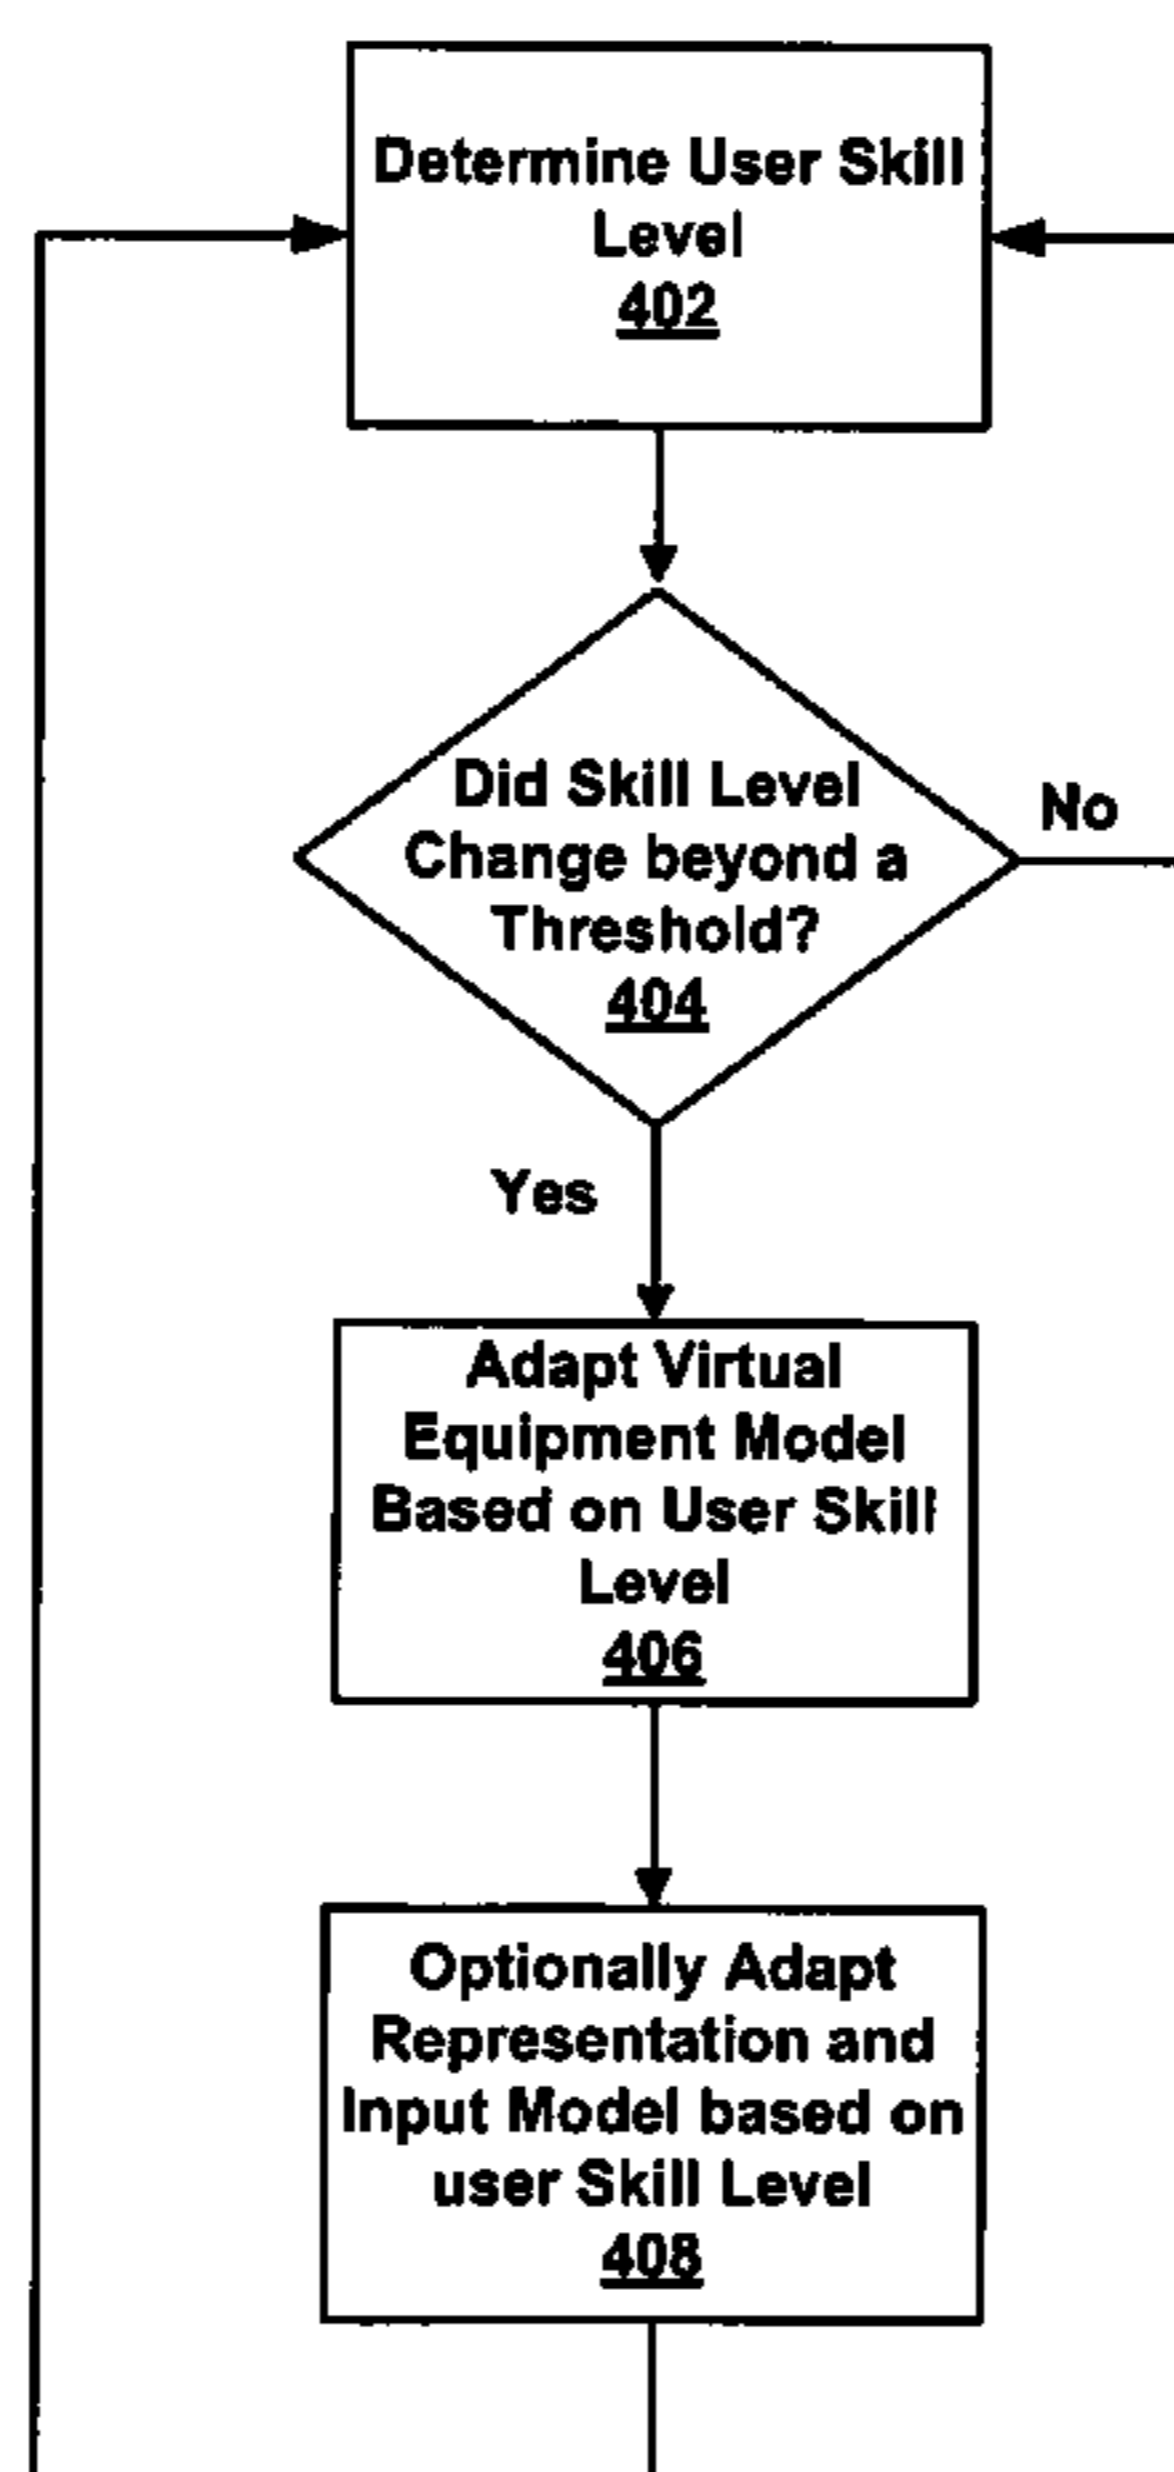 Determine User Skill
Level
402
Did Skill Level
Change beyond a
Threshold?
404
No
Yes
Adapt Virtual
Equipment Model
Based on User Skill
Level
406
Optionally Adapt
Representation and
Input Model based on
user Skill Level
408